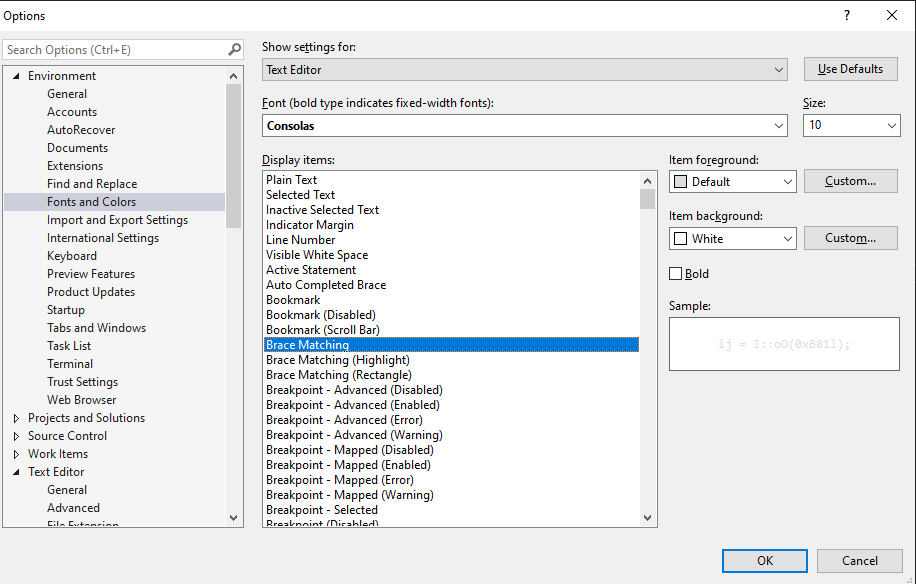 Options
?
Search Options (Ctrl+E)
Environment
General
Accounts
AutoRecover
Documents
Extensions
Find and Replace
Fonts and Colors
Import and Export Settings
International Settings
Keyboard
Preview Features
Product Updates
Startup
Tabs and Windows
Task List
Terminal
Trust Settings
Web Browser
Projects and Solutions
Source Control
Work Items
Text Editor
General
Advanced
File Extension
Show settings for:
Text Editor
Use Defaults
Font (bold type indicates fixed-width fonts):
Size:
Consolas
10
Display items:
Plain Text
Selected Text
Inactive Selected Text
Indicator Margin
Line Number
Visible White Space
Active Statement
Auto Completed Brace
Bookmark
Bookmark (Disabled)
Bookmark (Scroll Bar)
Brace Matching
Brace Matching (Highlight)
Brace Matching (Rectangle)
Breakpoint - Advanced (Disabled)
Breakpoint - Advanced (Enabled)
Breakpoint - Advanced (Error)
Breakpoint - Advanced (Warning)
Breakpoint - Mapped (Disabled)
Breakpoint - Mapped (Enabled)
Breakpoint - Mapped (Error)
Breakpoint - Mapped (Warning)
Breakpoint - Selected
Breakpoint (Disabled)
Item foreground:
Default
Custom...
Item background:
White
Custom...
Bold
Sample:
ij = I::oO(0xB81l);
OK
Cancel